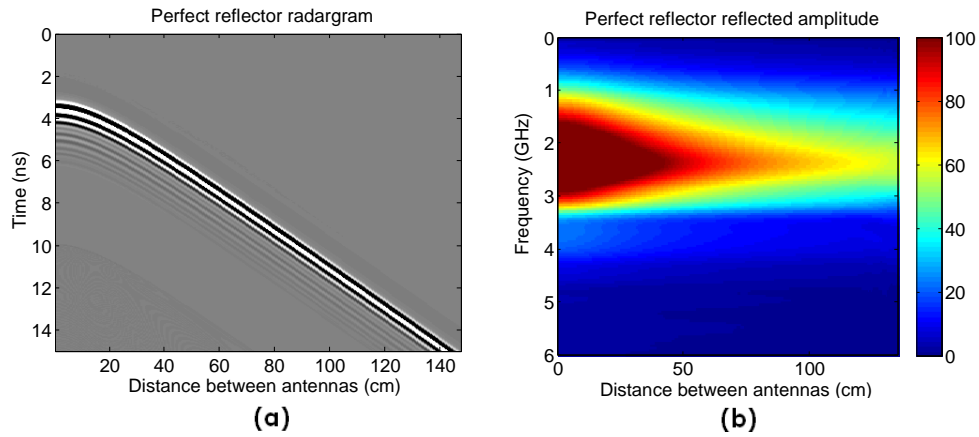 Perfect reflector radargram
0
2
4
6
8
10
12
14
Time (ns)
20 40 60 80 100 120 140
Distance between antennas (cm)
(a)
Perfect reflector reflected amplitude
0
1
2
3
4
5
6
Frequency (GHz)
0 50 100
Distance between antennas (cm)
100
80
60
40
20
0
(b)